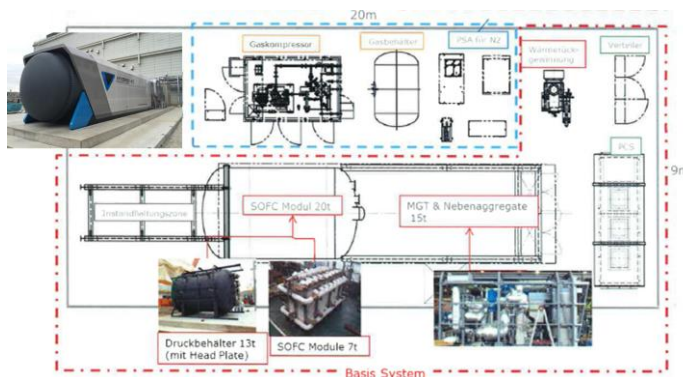 20m
Gaskompressor
Gasbehälter
PSA für N2
Wärmerück-
gewinnung
Verteiler
9m
PCS
SOFC Modul 20t
MGT & Nebenaggregate
15t
Instandhaltungszone
Druckbehälter 13t
(mit Head Plate)
SOFC Module 7t
Basis System